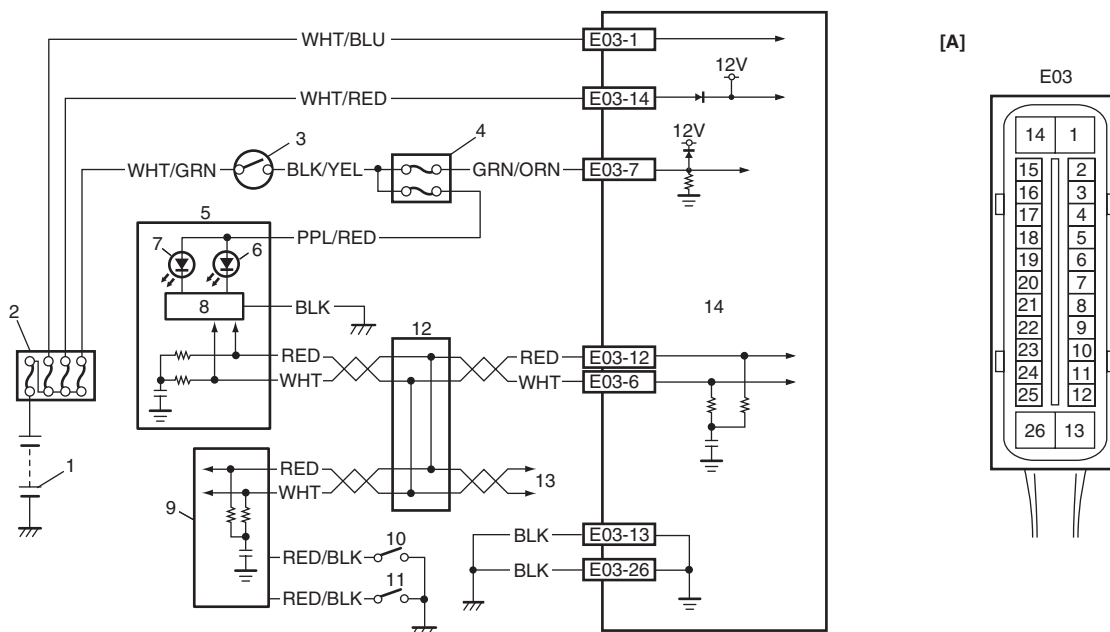 WHT/BLU E03-1
[A]
12V
WHT/RED E03-14
E03
3 4 12V
WHT/GRN BLK/YEL GRN/ORN E03-7
5
PPL/RED
7 6
8 BLK
2 12 14
RED RED E03-12
WHT WHT E03-6
1
RED
WHT 13
9
BLK E03-13
10
RED/BLK BLK E03-26
11
RED/BLK
14 1
15 2
16 3
17 4
18 5
19 6
20 7
21 8
22 9
23 10
24 11
25 12
26 13